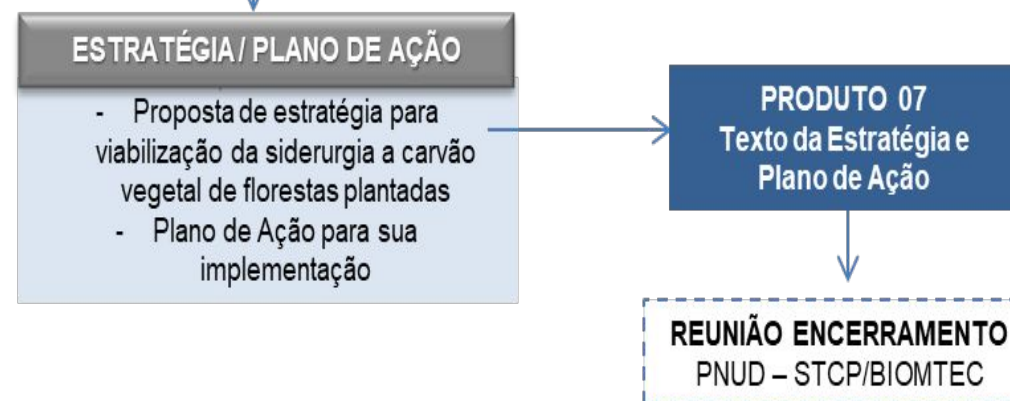 ESTRATÉGIA / PLANO DE AÇÃO
- Proposta de estratégia para
viabilização da siderurgia a carvão
vegetal de florestas plantadas
- Plano de Ação para sua
implementação
PRODUTO 07
Texto da Estratégia e
Plano de Ação
REUNIÃO ENCERRAMENTO
PNUD – STCP/BIOMTEC